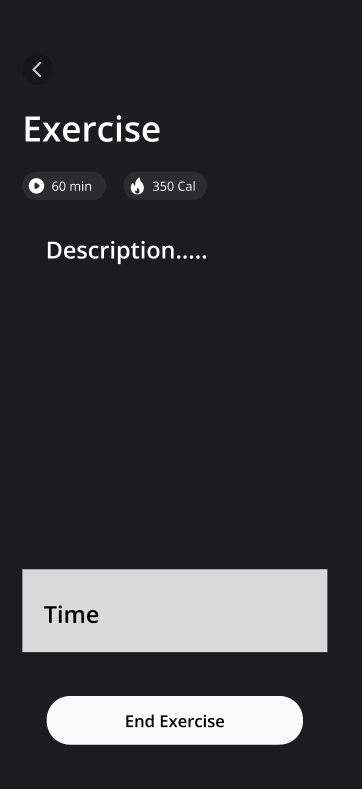 Exercise
60 min
350 Cal
Description.....
Time
End Exercise